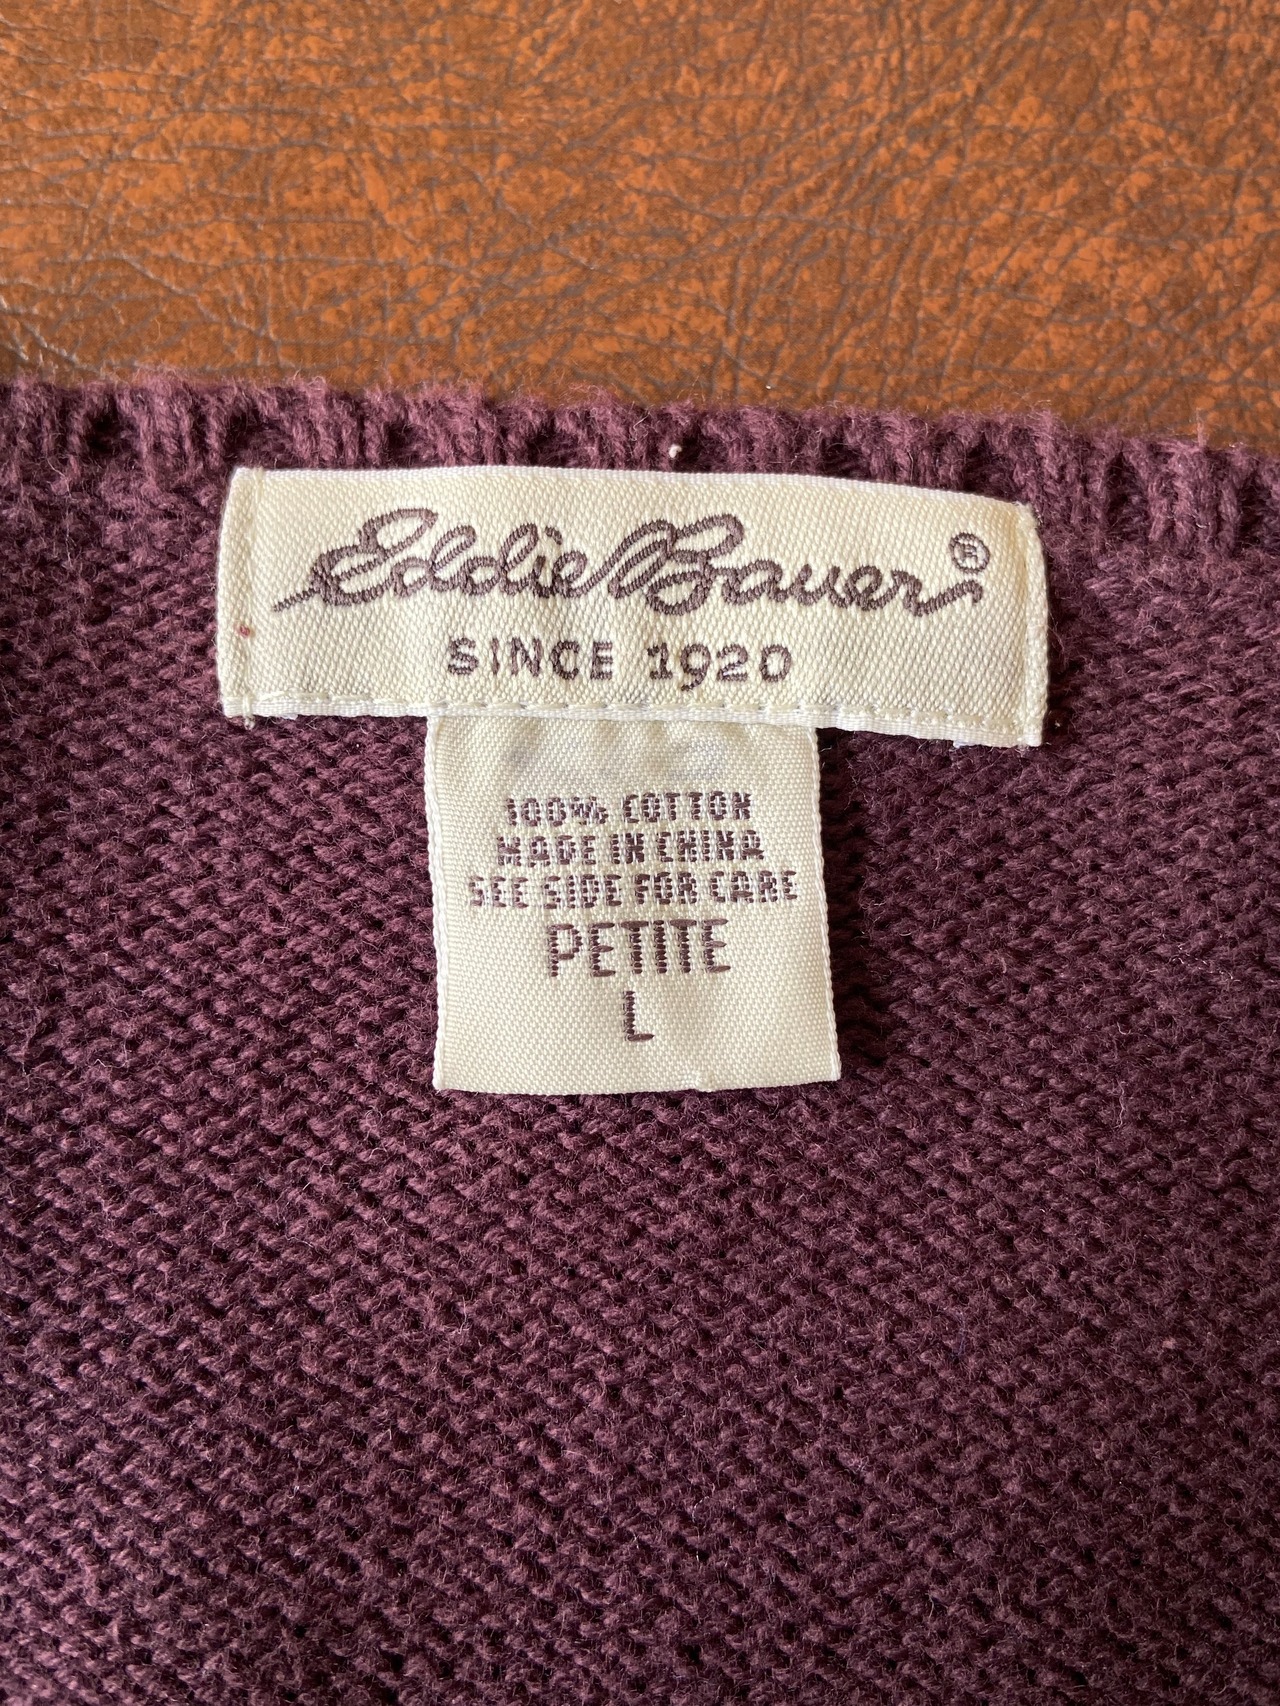 Eddie Bauer ®
SINCE 1920
100% COTTON
MADE IN CHINA
SEE SIDE FOR CARE
PETITE
L